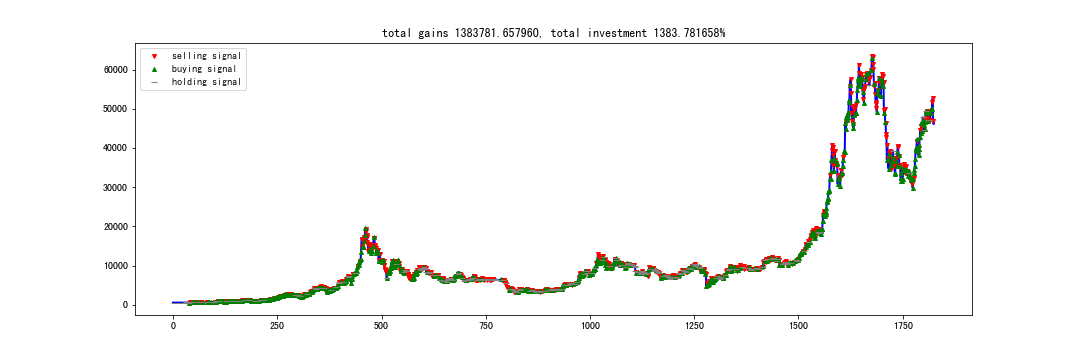 total gains 1383781.657960, total investment 1383.781658%
selling signal
buying signal
holding signal
60000
50000
40000
30000
20000
10000
0
0 250 500 750 1000 1250 1500 1750